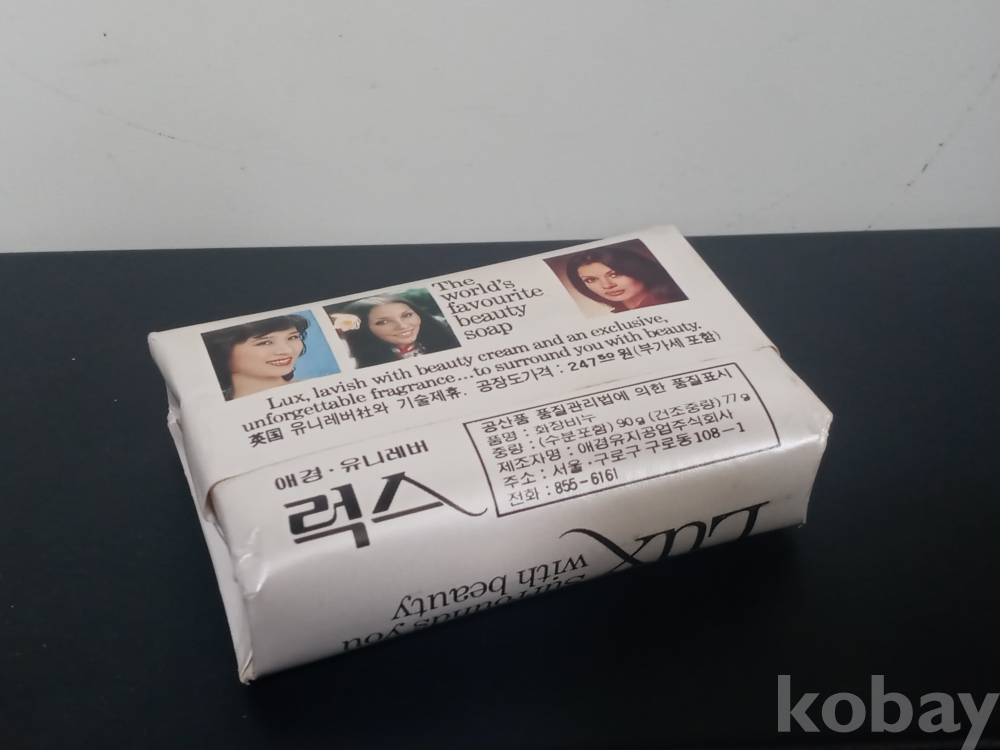 The
world's
favourite
beauty
soap
Lux, lavish with beauty cream and an exclusive,
unforgettable fragrance...to surround you with beauty.
英国 유니레버社와 기술제휴. 공장도가격 : 247.50원(부가세 포함)
애경·유니레버
럭스
공산품 품질관리법에 의한 품질표시
품명 : 화장비누
중량 : (수분포함) 90g (건조중량) 77g
제조자명 : 애경유지공업주식회사
주소 : 서울·구로구 구로동 108-1
전화 : 855-6161
Lux
surrounds you
with beauty
kobay